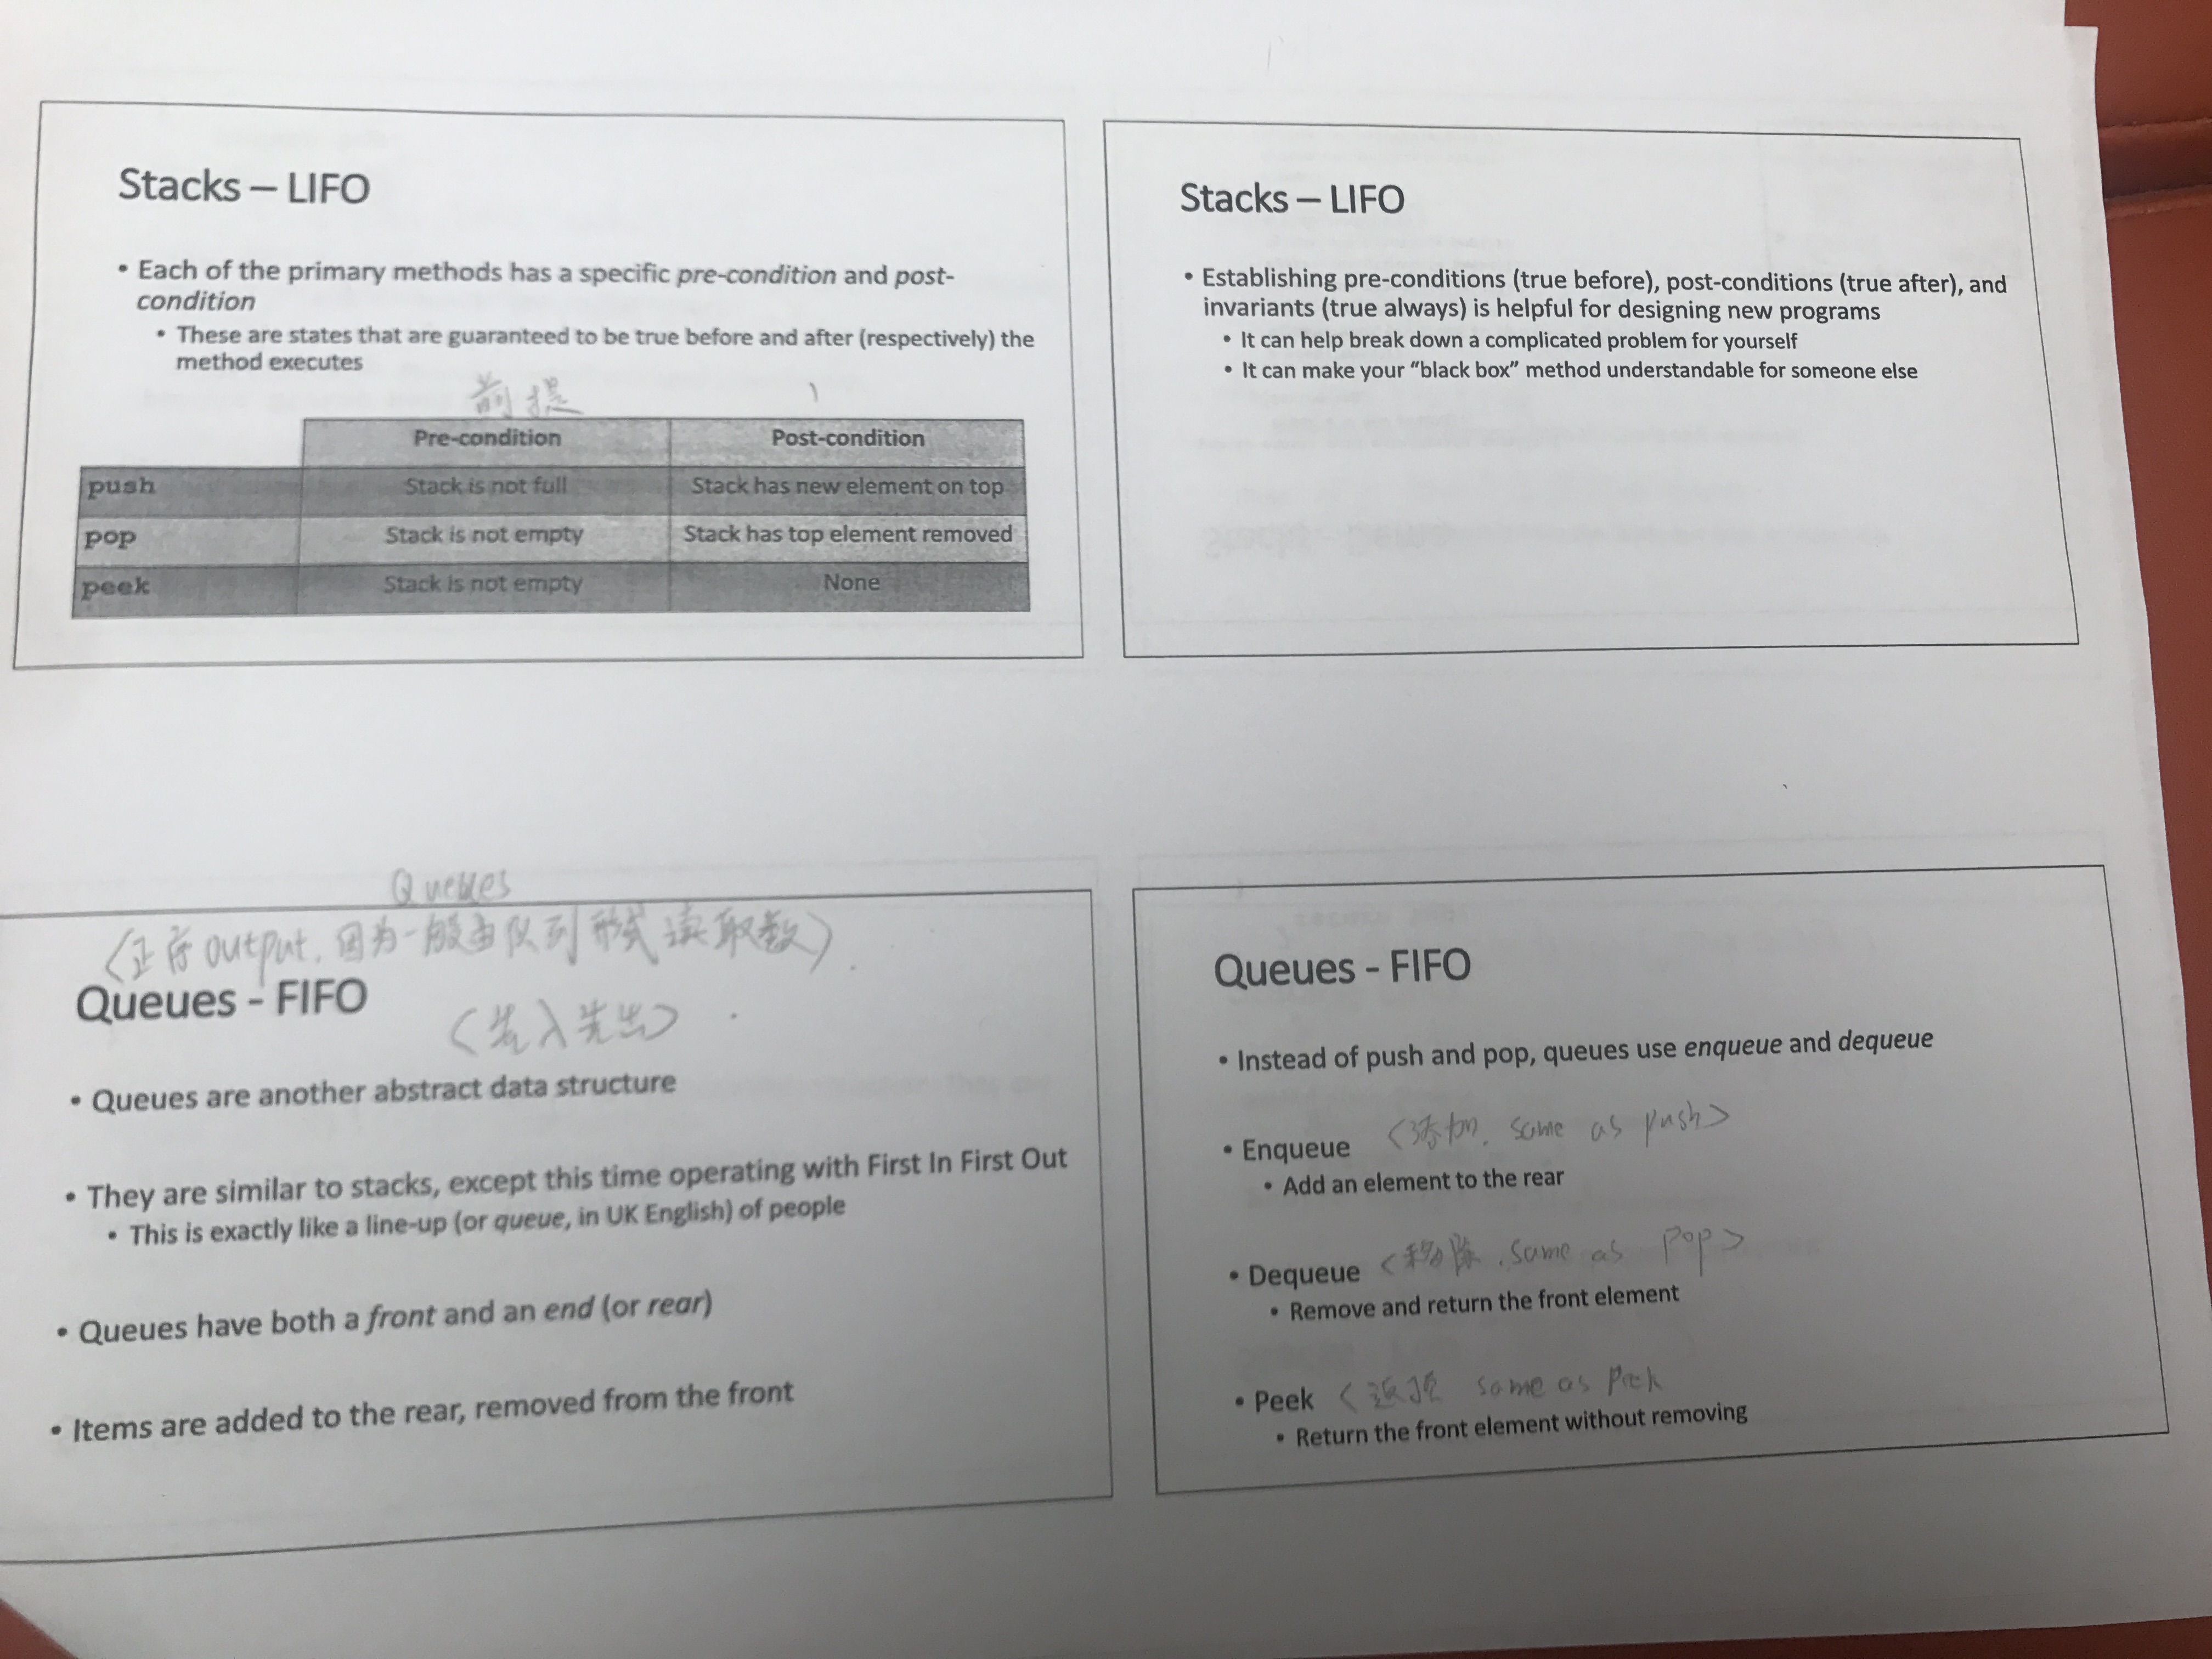 Stacks – LIFO
• Each of the primary methods has a specific pre-condition and post-
condition
• These are states that are guaranteed to be true before and after (respectively) the
method executes
前提
Pre-condition Post-condition
push Stack is not full Stack has new element on top
pop Stack is not empty Stack has top element removed
peek Stack is not empty None
Stacks – LIFO
• Establishing pre-conditions (true before), post-conditions (true after), and
invariants (true always) is helpful for designing new programs
• It can help break down a complicated problem for yourself
• It can make your "black box" method understandable for someone else
Queues
output, 因为一般由队列形式读取数)
Queues - FIFO (先入先出)
• Queues are another abstract data structure
• They are similar to stacks, except this time operating with First In First Out
• This is exactly like a line-up (or queue, in UK English) of people
• Queues have both a front and an end (or rear)
• Items are added to the rear, removed from the front
Queues - FIFO
• Instead of push and pop, queues use enqueue and dequeue
• Enqueue <添加, same as push>
• Add an element to the rear
• Dequeue <移除, same as pop>
• Remove and return the front element
• Peek < same as peek
• Return the front element without removing